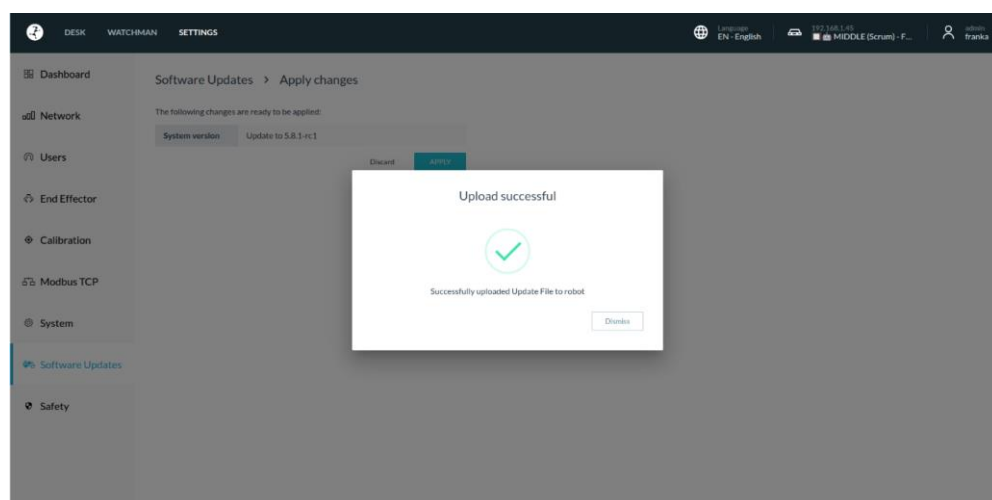 DESK WATCHMAN SETTINGS
Language
EN - English
192.168.1.45
MIDDLE (Scrum) - F...
admin
franka
Dashboard
Network
Users
End Effector
Calibration
Modbus TCP
System
Software Updates
Safety
Software Updates > Apply changes
The following changes are ready to be applied:
System version Update to 5.8.1-rc1
Discard APPLY
Upload successful
Successfully uploaded Update File to robot
Dismiss